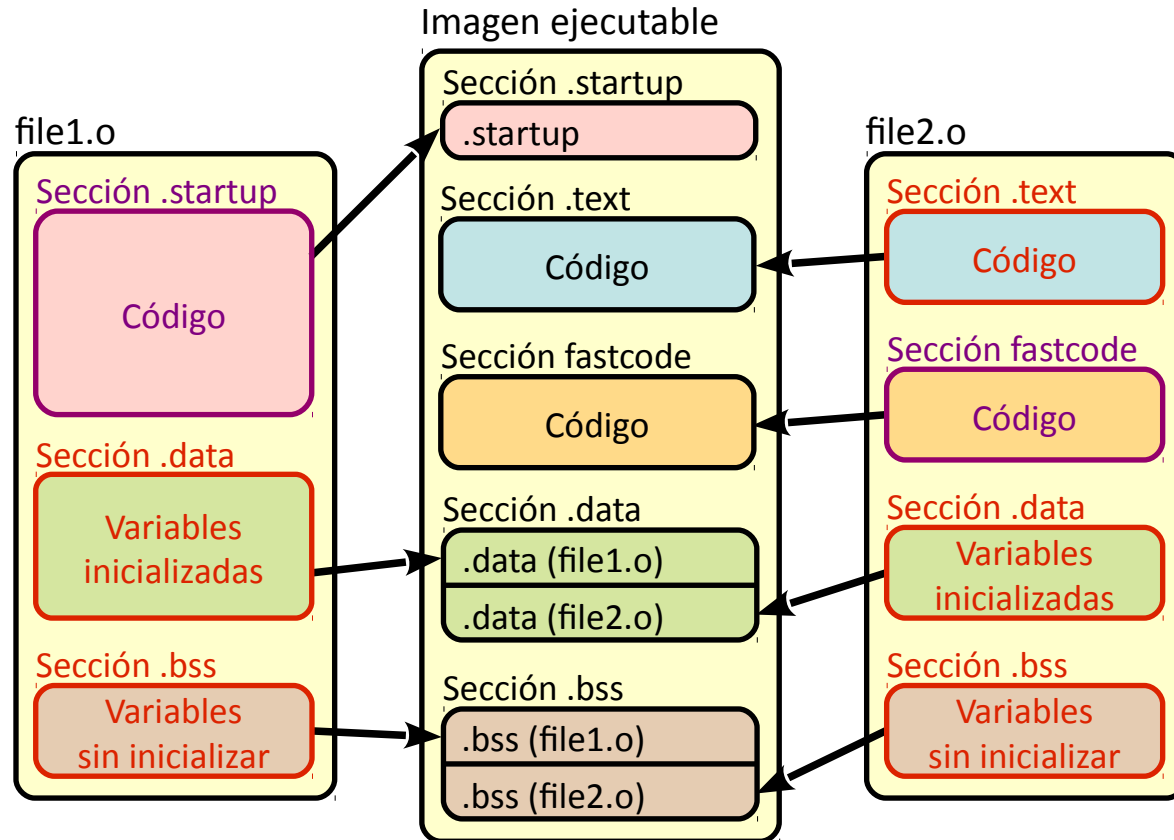 Imagen ejecutable
Sección .startup
.startup
Sección .text
Código
Sección fastcode
Código
Sección .data
.data (file1.o)
.data (file2.o)
Sección .bss
.bss (file1.o)
.bss (file2.o)
file1.o
Sección .startup
Código
Sección .data
Variables
inicializadas
Sección .bss
Variables
sin inicializar
file2.o
Sección .text
Código
Sección fastcode
Código
Sección .data
Variables
inicializadas
Sección .bss
Variables
sin inicializar